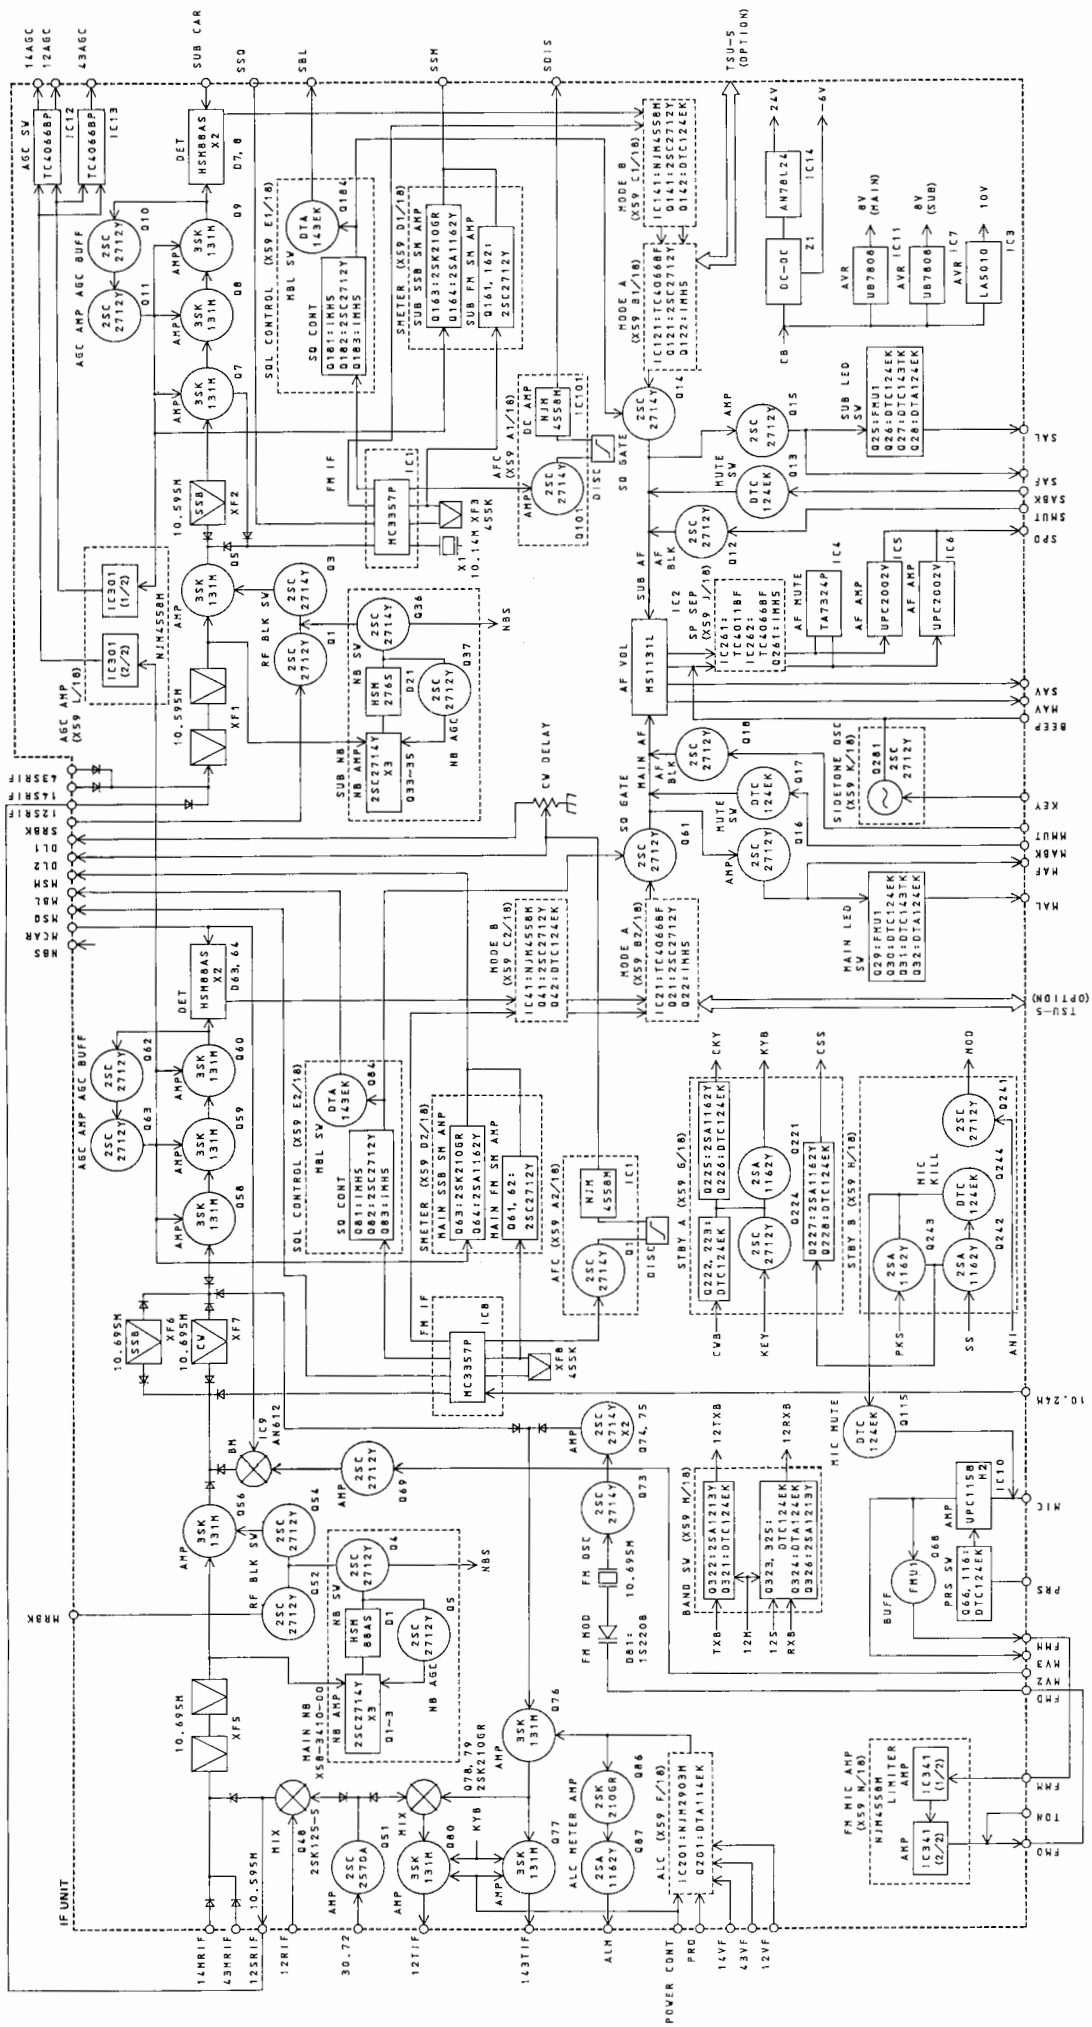 IF UNIT
14MRIF
43MRIF
12SRIF
10.595M
12RIF
30.72
12TIF
143TIF
ALM
POWER CONT
PRO
14VF
43VF
12VF
10.695M
XF5
MIX
Q48
2SK125-5
AMP
2SC
2570A
Q51
MIX
Q78, 79
2SK210GR
AMP
3SK
131M
Q80
KYB
AMP
3SK
131M
Q77
AMP
3SK
131M
Q76
ALC METER AMP
2SA
1162Y
Q87
2SK
210GR
Q86
ALC (X59 F/18)
IC201:NJM2903M
Q201:DTA114EK
MAIN NB
X58-3410-00
NB AMP
2SC2714Y
X3
Q1~3
NB SW
HSM
88AS
D1
2SC
2712Y
Q4
NBS
2SC
2712Y
Q5
NB AGC
MRBK
RF BLK SW
2SC
2712Y
Q52
2SC
2712Y
Q54
AMP
3SK
131M
Q56
BM
IC9
AN612
AMP
2SC
2712Y
Q69
FM MOD
D81:
1S2208
FM OSC
10.695M
2SC
2714Y
Q73
AMP
2SC
2714Y
X2
Q74, 75
BAND SW (X59 M/18)
TXB
12M
12S
RXB
Q322:2SA1213Y
Q321:DTC124EK
Q323, 325:
DTC124EK
Q324:DTA124EK
Q326:2SA1213Y
12TXB
12RXB
FM MIC AMP
(X59 N/18)
NJM4558M
LIMITER
AMP
AMP
IC341
(2/2)
IC341
(1/2)
FMO
TON
FMM
FMD
MV2
MV3
FMM
PRS
MIC
BUFF
FMU1
Q68
PRS SW
Q66, 116:
DTC124EK
AMP
UPC1158
H2
IC10
MIC MUTE
DTC
124EK
Q115
10.24M
10.695M
SSB
XF6
10.695M
CW
XF7
AMP
3SK
131M
Q58
AMP
3SK
131M
Q59
AMP
3SK
131M
Q60
AGC AMP
AGC BUFF
2SC
2712Y
Q63
2SC
2712Y
Q62
DET
HSM88AS
X2
D63, 64
NBS
MCAR
MSQ
MBL
MSM
DL2
DL1
SRBK
12SRIF
14SRIF
43SRIF
SQL CONTROL (X59 E2/18)
MBL SW
DTA
143EK
Q84
SQ CONT
Q81:IMH5
Q82:2SC2712Y
Q83:IMH5
SMETER (X59 D2/18)
MAIN SSB SM AMP
Q63:2SK210GR
Q64:2SA1162Y
MAIN FM SM AMP
Q61, 62:
2SC2712Y
FM IF
MC3357P
IC8
XF8
455K
AFC (X59 A2/18)
2SC
2714Y
Q1
NJM
4558M
IC1
DISC
MODE B
(X59 C2/18)
IC41:NJM4558M
Q41:2SC2712Y
Q42:DTC124EK
MODE A
(X59 B2/18)
IC21:TC4066BF
Q21:2SC2712Y
Q22:IMH5
TSU-5
(OPTION)
STBY A (X59 G/18)
CWB
Q222, 223:
DTC124EK
Q225:2SA1162Y
Q226:DTC124EK
CKY
KEY
2SC
2712Y
Q224
2SA
1162Y
Q221
KYB
Q227:2SA1162Y
Q228:DTC124EK
CSS
STBY B (X59 H/18)
PKS
2SA
1162Y
Q243
SS
2SA
1162Y
Q242
MIC
KILL
DTC
124EK
Q244
2SC
2712Y
Q241
MOD
ANI
MAIN LED
SW
Q29:FMU1
Q30:DTC124EK
Q31:DTC143TK
Q32:DTA124EK
MAL
MAF
MABK
MMUT
KEY
BEEP
MAV
SAV
SQ GATE
2SC
2712Y
Q61
MAIN AF
AMP
2SC
2712Y
Q16
MUTE
SW
DTC
124EK
Q17
AF
BLK
2SC
2712Y
Q18
SIDETONE OSC
(X59 K/18)
Q281
2SC
2712Y
CW DELAY
AF VOL
M5131L
IC2
SP SEP
(X59 J/18)
IC261:
TC4011BF
IC262:
TC4066BF
Q261:IMH5
AF MUTE
TA7324P
IC4
AF AMP
UPC2002V
IC5
AF AMP
UPC2002V
IC6
SUB AF
AF
BLK
2SC
2712Y
Q12
MUTE
SW
DTC
124EK
Q13
AMP
2SC
2712Y
Q15
SUB LED
SW
Q25:FMU1
Q26:DTC124EK
Q27:DTC143TK
Q28:DTA124EK
SPO
SMUT
SABK
SAF
SAL
SQ GATE
2SC
2714Y
Q14
AGC AMP
(X59 L/18)
IC301
(2/2)
IC301
(1/2)
NJM4558M
10.595M
XF1
AMP
3SK
131M
Q5
RF BLK SW
2SC
2712Y
Q1
2SC
2714Y
Q3
SUB NB
NB AMP
2SC2714Y
X3
Q33~35
NB SW
HSM
276S
D21
2SC
2714Y
Q36
NBS
2SC
2712Y
Q37
NB AGC
10.595M
SSB
XF2
AMP
3SK
131M
Q7
AMP
3SK
131M
Q8
AMP
3SK
131M
Q9
AGC AMP
AGC BUFF
2SC
2712Y
Q11
2SC
2712Y
Q10
DET
HSM88AS
X2
D7, 8
AGC SW
TC4066BP
IC12
TC4066BP
IC13
14AGC
12AGC
43AGC
SUB CAR
SSQ
SBL
SSM
SDIS
TSU-5
(OPTION)
SQL CONTROL (X59 E1/18)
MBL SW
DTA
143EK
Q184
SQ CONT
Q181:IMH5
Q182:2SC2712Y
Q183:IMH5
SMETER (X59 D1/18)
SUB SSB SM AMP
Q163:2SK210GR
Q164:2SA1162Y
SUB FM SM AMP
Q161, 162:
2SC2712Y
FM IF
MC3357P
IC1
X1
10.14M
XF3
455K
AFC
(X59 A1/18)
AMP
2SC
2714Y
Q101
DC AMP
NJM
4558M
IC101
DISC
MODE A
(X59 B1/18)
IC121:TC4066BF
Q121:2SC2712Y
Q122:IMH5
MODE B
(X59 C1/18)
IC141:NJM4558M
Q141:2SC2712Y
Q142:DTC124EK
CB
DC-DC
Z1
AN78L24
IC14
24V
-6V
AVR
UB7808
IC11
8V
(MAIN)
AVR
UB7808
IC7
8V
(SUB)
AVR
LA5010
IC3
10V